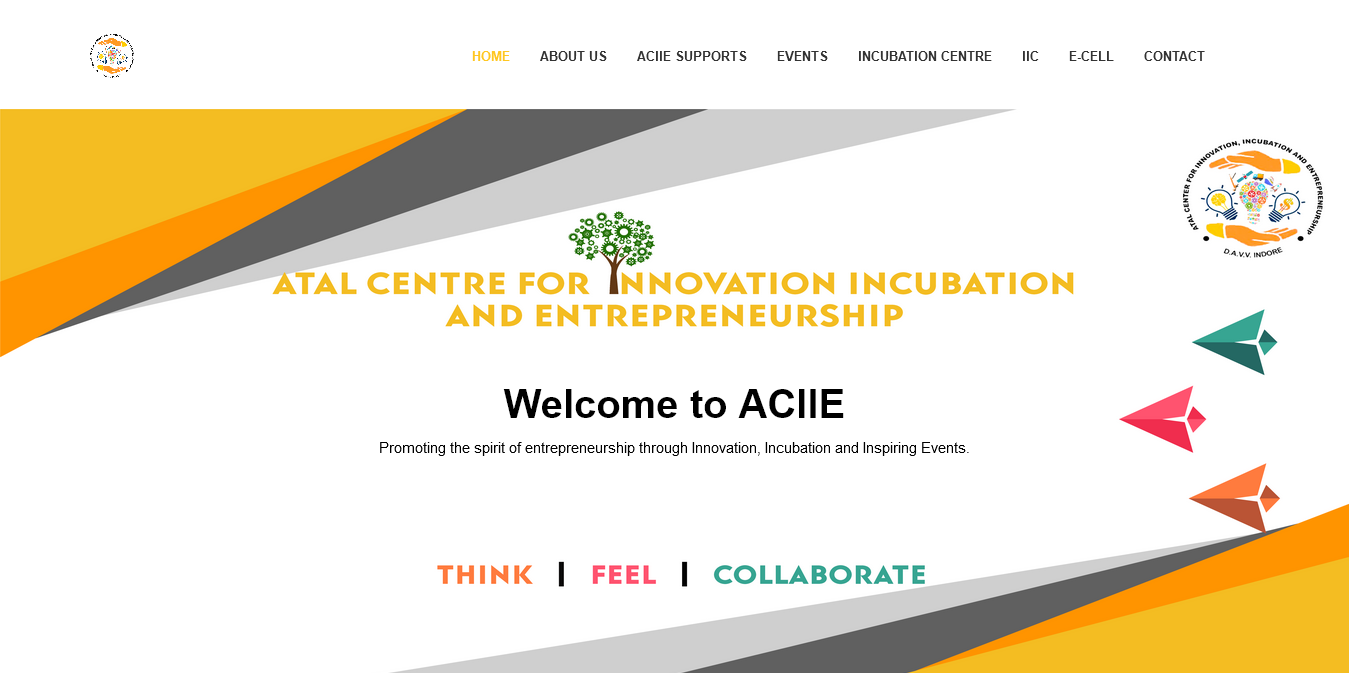 HOME ABOUT US ACIIE SUPPORTS EVENTS INCUBATION CENTRE IIC E-CELL CONTACT
ATAL CENTER FOR INNOVATION, INCUBATION AND ENTREPRENEURSHIP
D.A.V.V. INDORE
ATAL CENTRE FOR NNOVATION INCUBATION
AND ENTREPRENEURSHIP
Welcome to ACIIE
Promoting the spirit of entrepreneurship through Innovation, Incubation and Inspiring Events.
THINK | FEEL | COLLABORATE